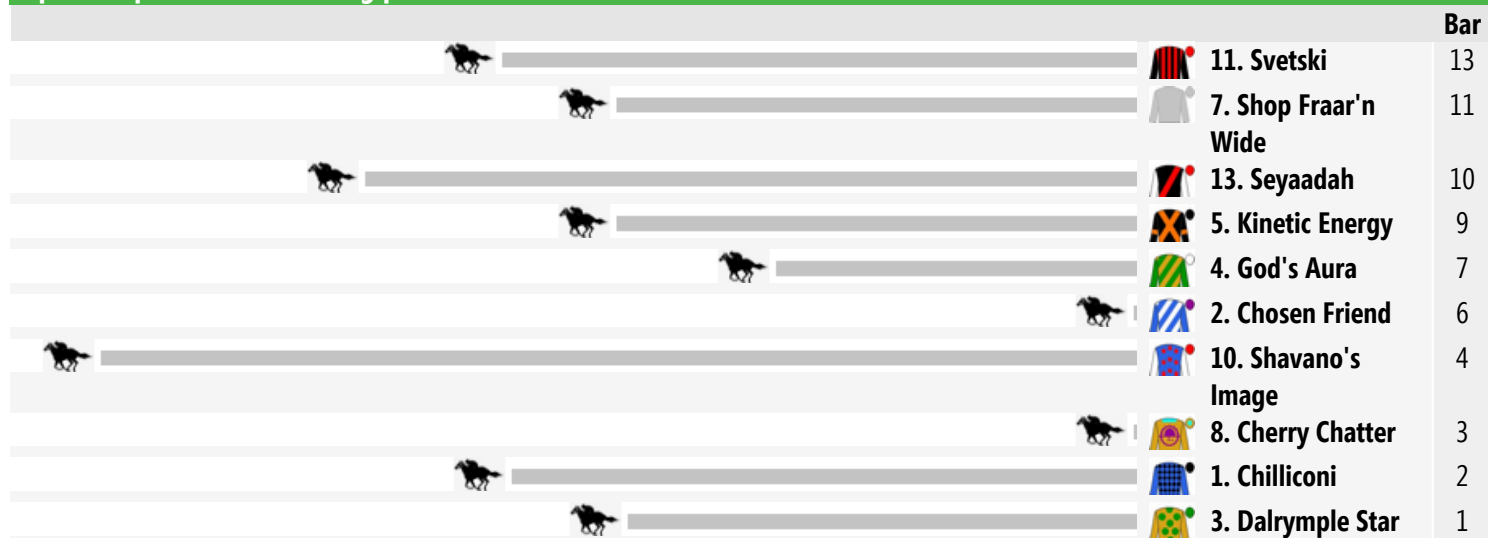 Bar
11. Svetski 13
7. Shop Fraar'n 11
Wide
13. Seyaadah 10
5. Kinetic Energy 9
4. God's Aura 7
2. Chosen Friend 6
10. Shavano's 4
Image
8. Cherry Chatter 3
1. Chilliconi 2
3. Dalrymple Star 1